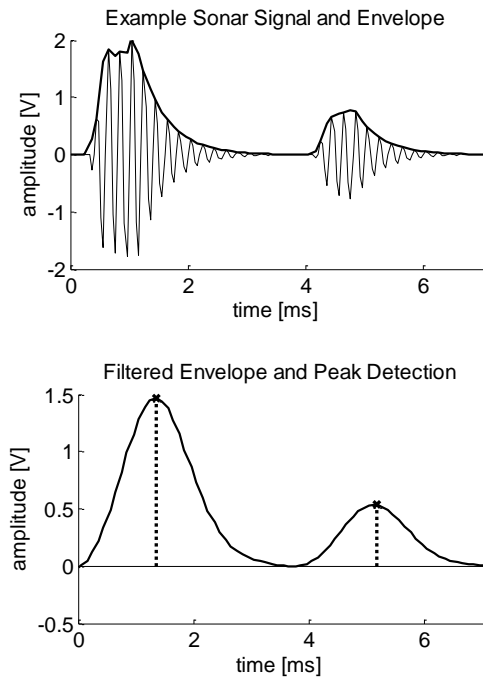 Example Sonar Signal and Envelope
2
1
0
-1
-2
amplitude [V]
0 2 4 6
time [ms]
Filtered Envelope and Peak Detection
1.5
1
0.5
0
-0.5
amplitude [V]
0 2 4 6
time [ms]